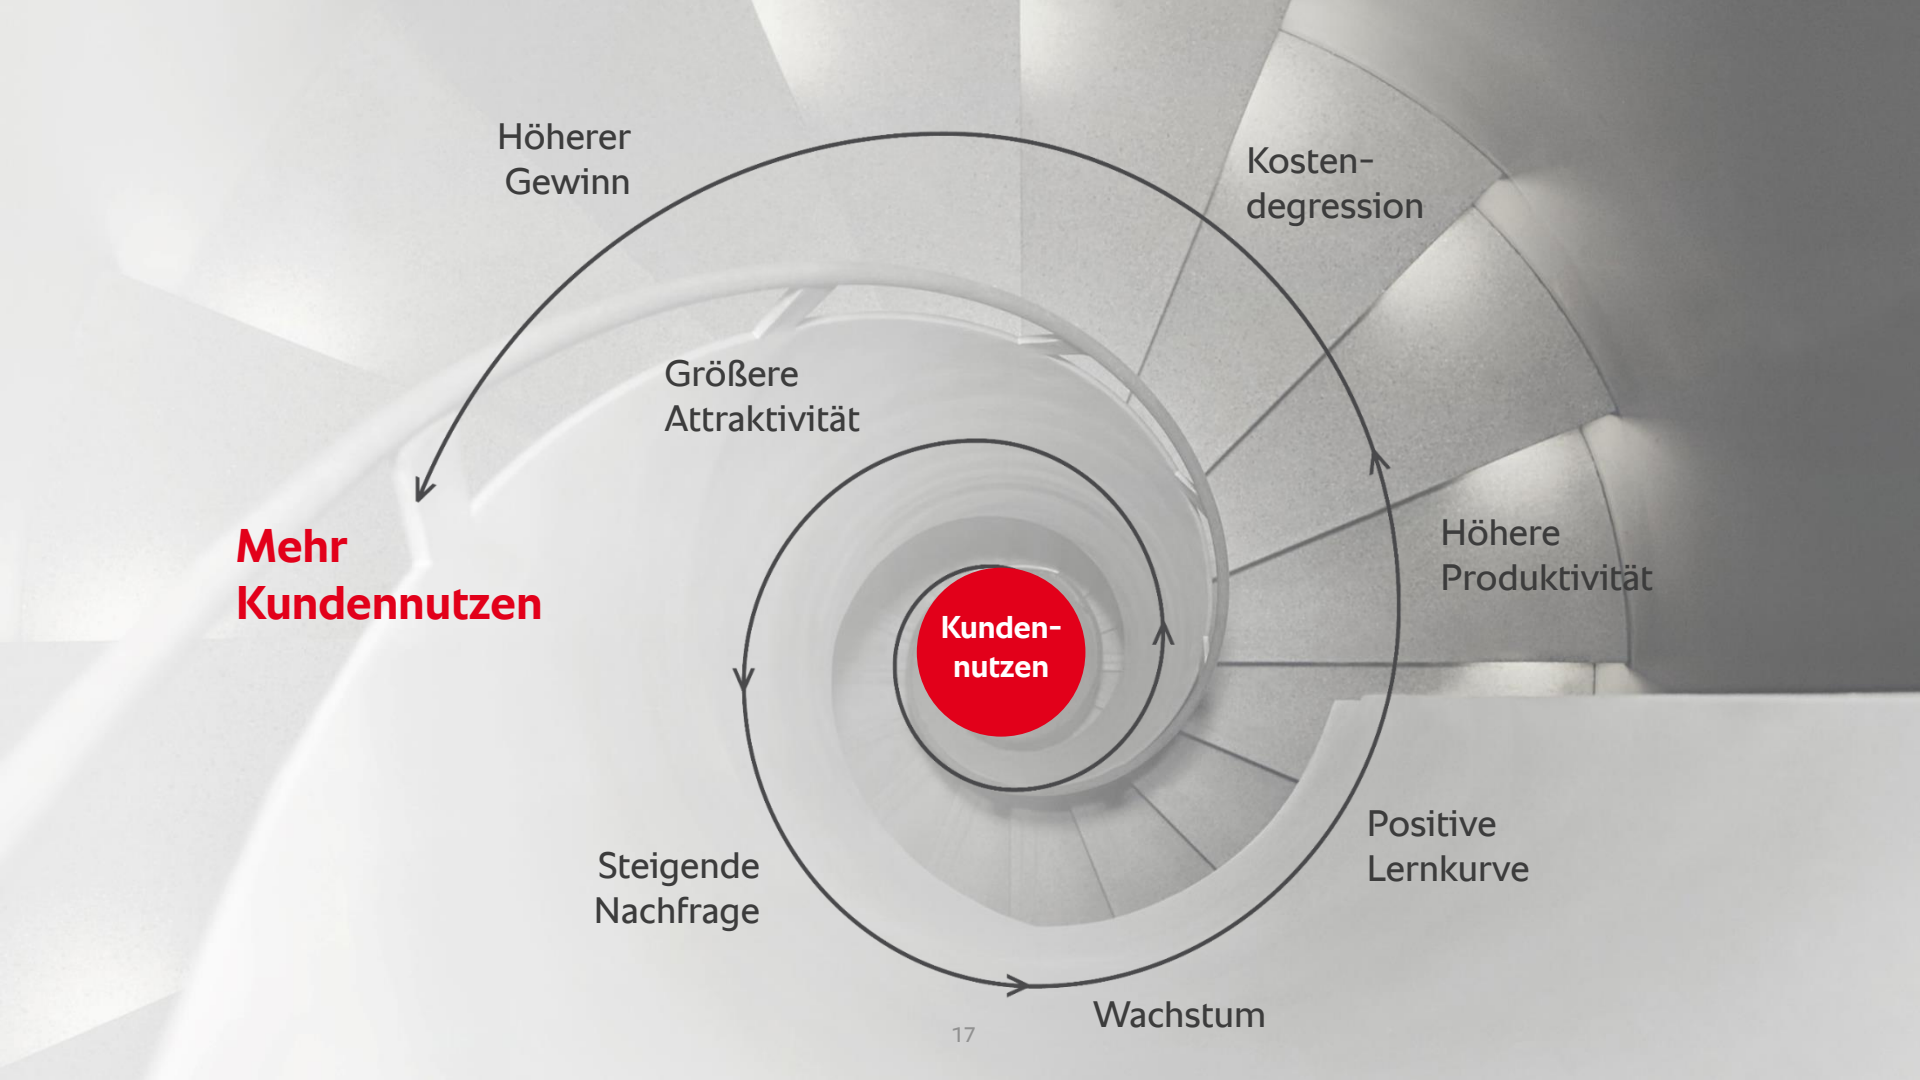 Höherer
Gewinn
Kosten-
degression
Größere
Attraktivität
Mehr
Kundennutzen
Kunden-
nutzen
Höhere
Produktivität
Positive
Lernkurve
Steigende
Nachfrage
Wachstum
17